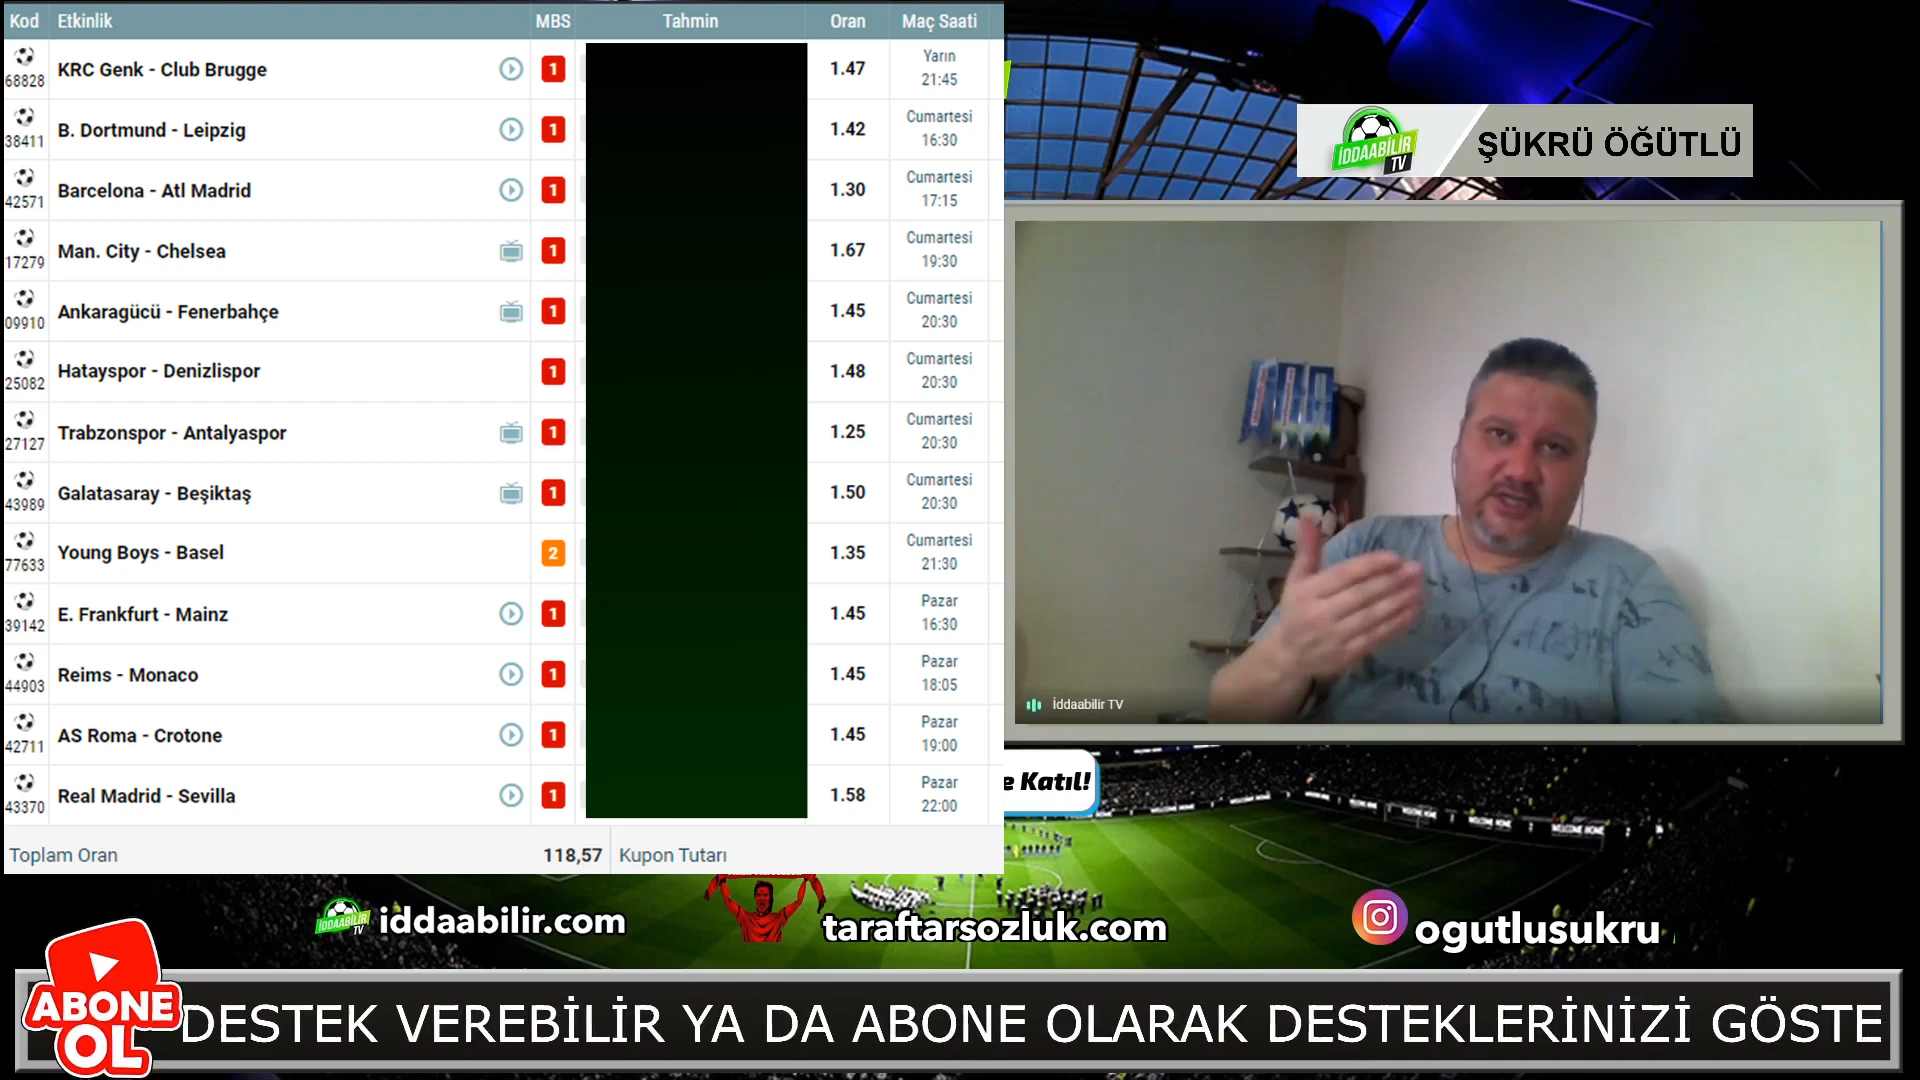 Kod Etkinlik MBS Tahmin Oran Maç Saati
68828 KRC Genk - Club Brugge 1 1.47 Yarın 21:45
38411 B. Dortmund - Leipzig 1 1.42 Cumartesi 16:30
42571 Barcelona - Atl Madrid 1 1.30 Cumartesi 17:15
17279 Man. City - Chelsea 1 1.67 Cumartesi 19:30
09910 Ankaragücü - Fenerbahçe 1 1.45 Cumartesi 20:30
25082 Hatayspor - Denizlispor 1 1.48 Cumartesi 20:30
27127 Trabzonspor - Antalyaspor 1 1.25 Cumartesi 20:30
43989 Galatasaray - Beşiktaş 1 1.50 Cumartesi 20:30
77633 Young Boys - Basel 2 1.35 Cumartesi 21:30
39142 E. Frankfurt - Mainz 1 1.45 Pazar 16:30
44903 Reims - Monaco 1 1.45 Pazar 18:05
42711 AS Roma - Crotone 1 1.45 Pazar 19:00
43370 Real Madrid - Sevilla 1 1.58 Pazar 22:00
Toplam Oran 118,57 Kupon Tutarı
İDDAABİLİR TV
ŞÜKRÜ ÖĞÜTLÜ
İddaabilir TV
e Katıl!
WELCOME HOME
İDDAABİLİR TV iddaabilir.com
taraftarsozluk.com
ogutlusukru
ABONE OL
DESTEK VEREBİLİR YA DA ABONE OLARAK DESTEKLERİNİZİ GÖSTE